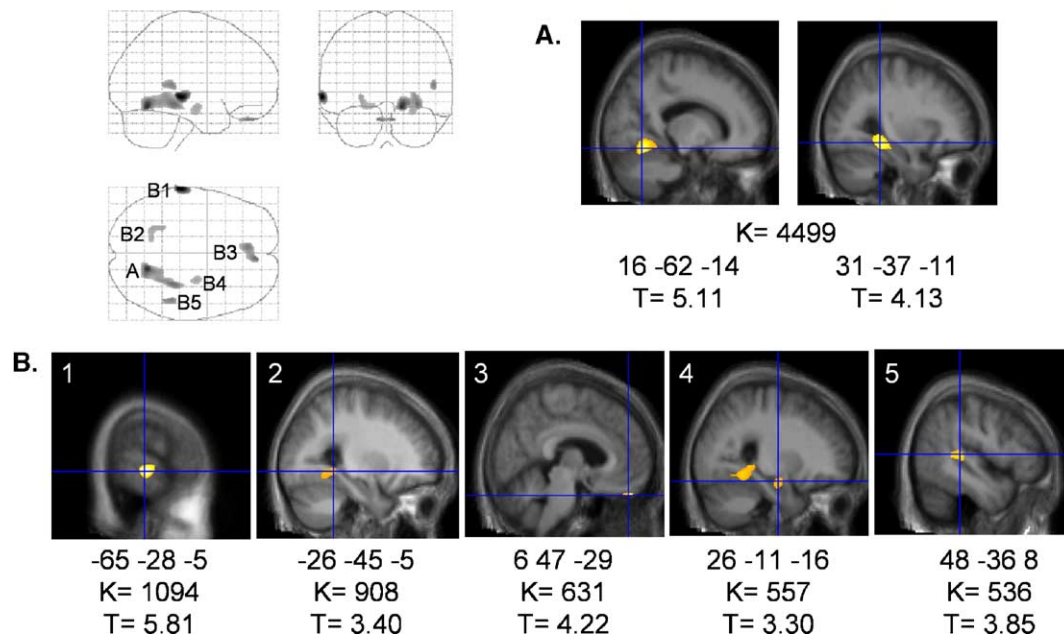 A.
B1
B2
B3
A
B4
B5
K= 4499
16 -62 -14
31 -37 -11
T= 5.11
T= 4.13
B.
1
2
3
4
5
-65 -28 -5
-26 -45 -5
6 47 -29
26 -11 -16
48 -36 8
K= 1094
K= 908
K= 631
K= 557
K= 536
T= 5.81
T= 3.40
T= 4.22
T= 3.30
T= 3.85